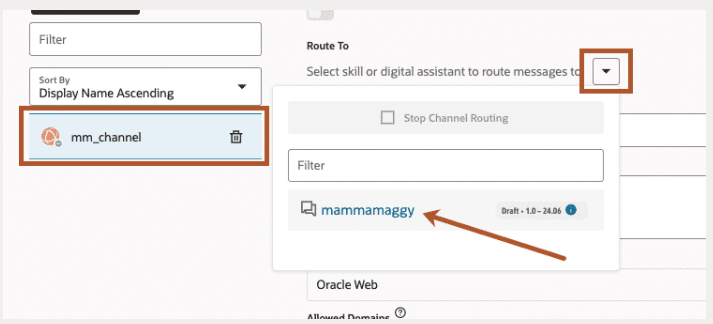 Filter
Sort By
Display Name Ascending
mm_channel
Route To
Select skill or digital assistant to route messages to
Stop Channel Routing
Filter
mammamaggy
Draft • 1.0 – 24.06
Oracle Web
Allowed Domains